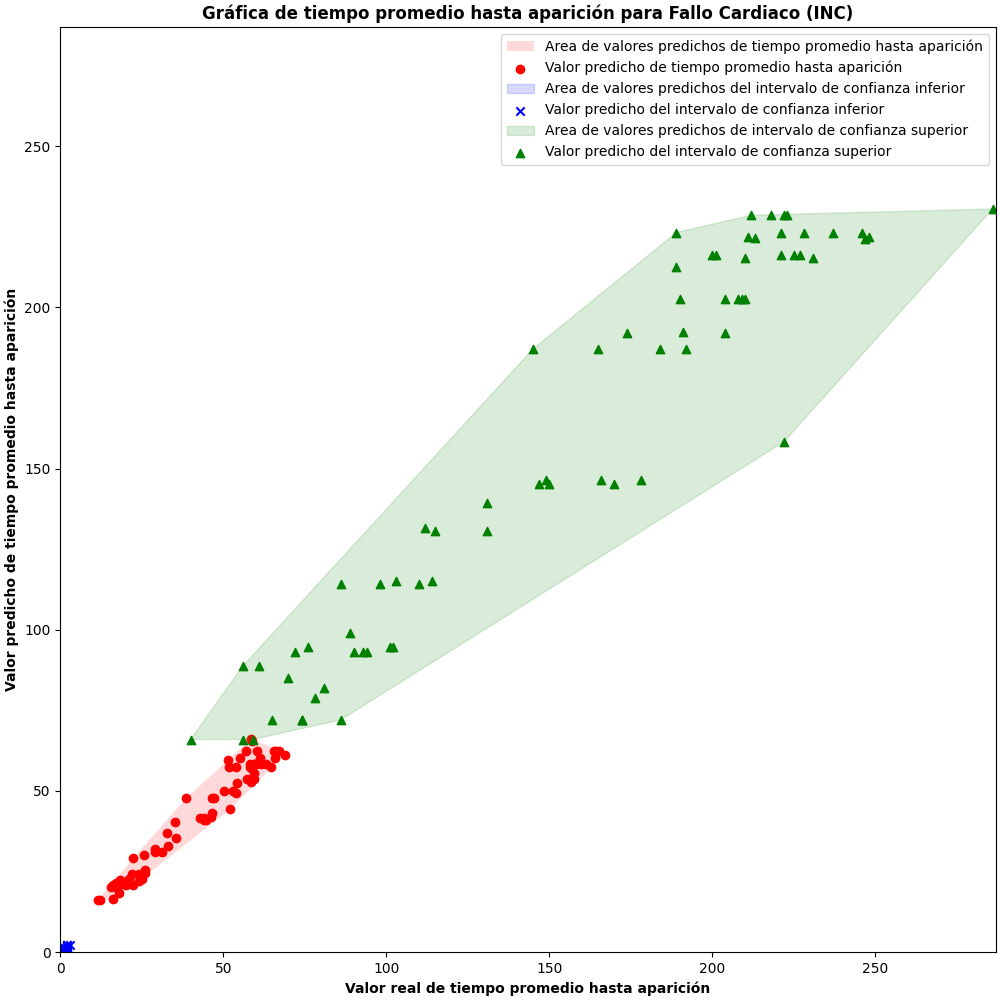 Gráfica de tiempo promedio hasta aparición para Fallo Cardiaco (INC)
Area de valores predichos de tiempo promedio hasta aparición
Valor predicho de tiempo promedio hasta aparición
Area de valores predichos del intervalo de confianza inferior
Valor predicho del intervalo de confianza inferior
Area de valores predichos de intervalo de confianza superior
Valor predicho del intervalo de confianza superior
Valor predicho de tiempo promedio hasta aparición
250
200
150
100
50
0
0 50 100 150 200 250
Valor real de tiempo promedio hasta aparición